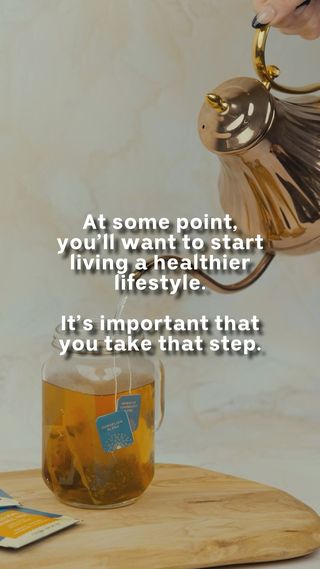 At some point,
you'll want to start
living a healthier
lifestyle.
It's important that
you take that step.